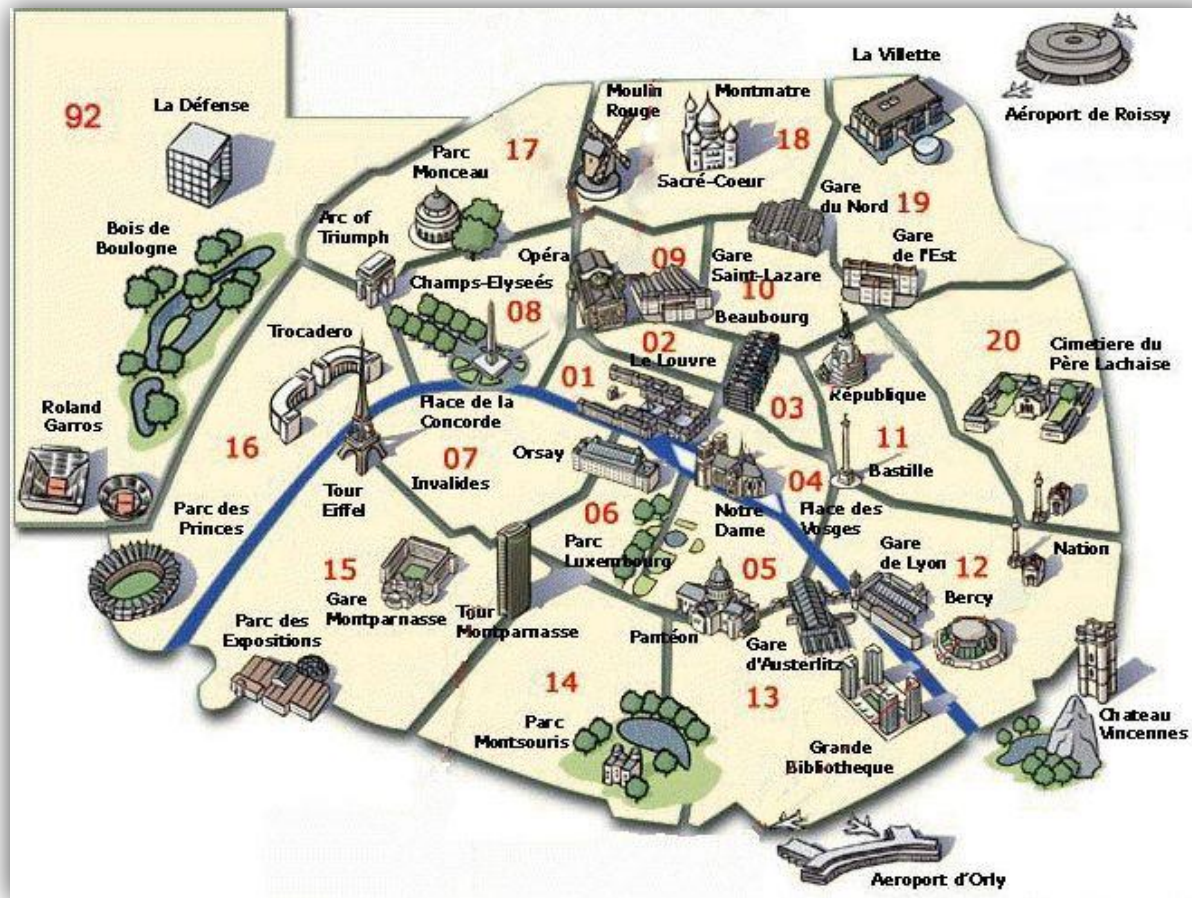 La Villette
92
La Défense
Moulin
Rouge
Montmatre
Aéroport de Roissy
17
18
Parc
Monceau
Sacré-Coeur
Gare
du Nord
19
Arc of
Triumph
Bois de
Boulogne
Opéra
09
Gare
Saint-Lazare
Gare
de l'Est
Champs-Elyseés
10
08
Beaubourg
Trocadero
02
20
Cimetiere du
Père Lachaise
Le Louvre
01
République
03
Place de la
Concorde
Roland
Garros
16
11
Orsay
07
Invalides
Bastille
04
Tour
Eiffel
Notre
Dame
Place des
Vosges
Parc des
Princes
06
Parc
Luxembourg
Gare
de Lyon
Nation
15
05
12
Bercy
Gare
Montparnasse
Tour
Montparnasse
Parc des
Expositions
Pantéon
Gare
d'Austerlitz
14
13
Parc
Montsouris
Chateau
Vincennes
Grande
Bibliotheque
Aeroport d'Orly